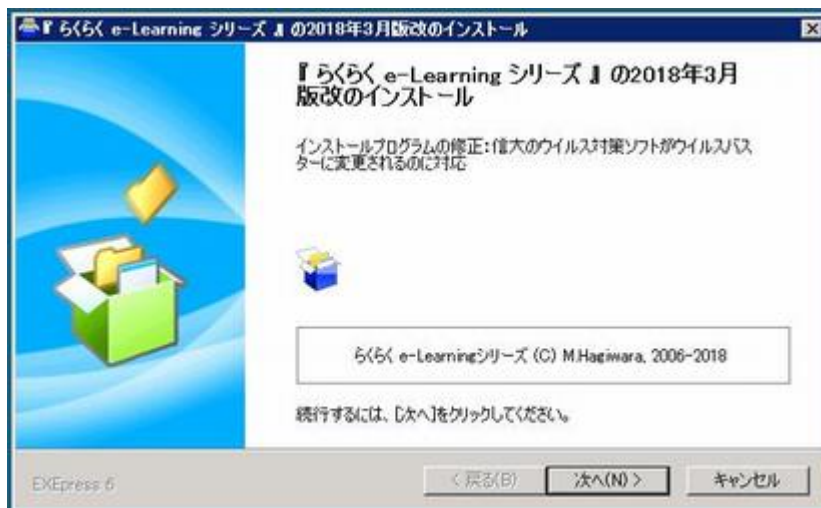 『 らくらく e-Learning シリーズ 』の2018年3月版改のインストール
『 らくらく e-Learning シリーズ 』の2018年3月
版改のインストール
インストールプログラムの修正：信大のウイルス対策ソフトがウイルスバス
ターに変更されるのに対応
らくらく e-Learningシリーズ (C) M.Hagiwara, 2006-2018
続行するには、[次へ]をクリックしてください。
EXEpress 6
< 戻る(B)
次へ(N) >
キャンセル